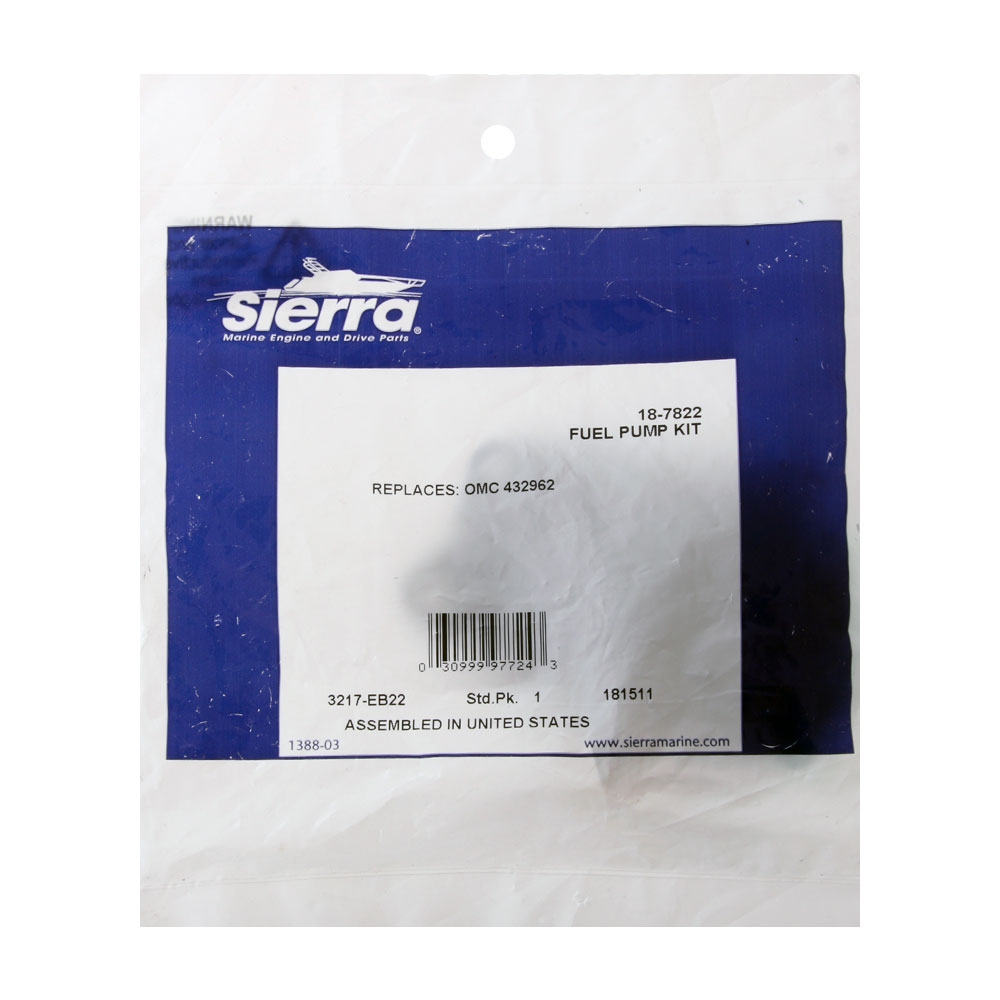 WARNING
Sierra®
Marine Engine and Drive Parts
18-7822
FUEL PUMP KIT
REPLACES: OMC 432962
0 30999 97724 3
3217-EB22 Std.Pk. 1 181511
ASSEMBLED IN UNITED STATES
1388-03 www.sierramarine.com